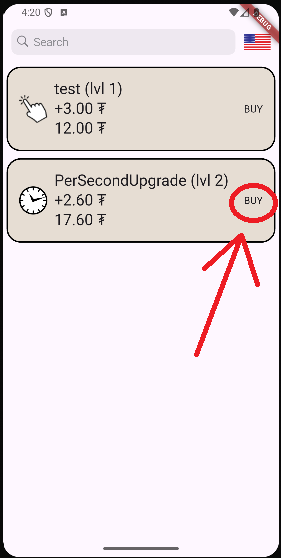 4:20
DEBUG
Search
test (lvl 1)
+3.00 ₮
12.00 ₮
BUY
PerSecondUpgrade (lvl 2)
+2.60 ₮
17.60 ₮
BUY